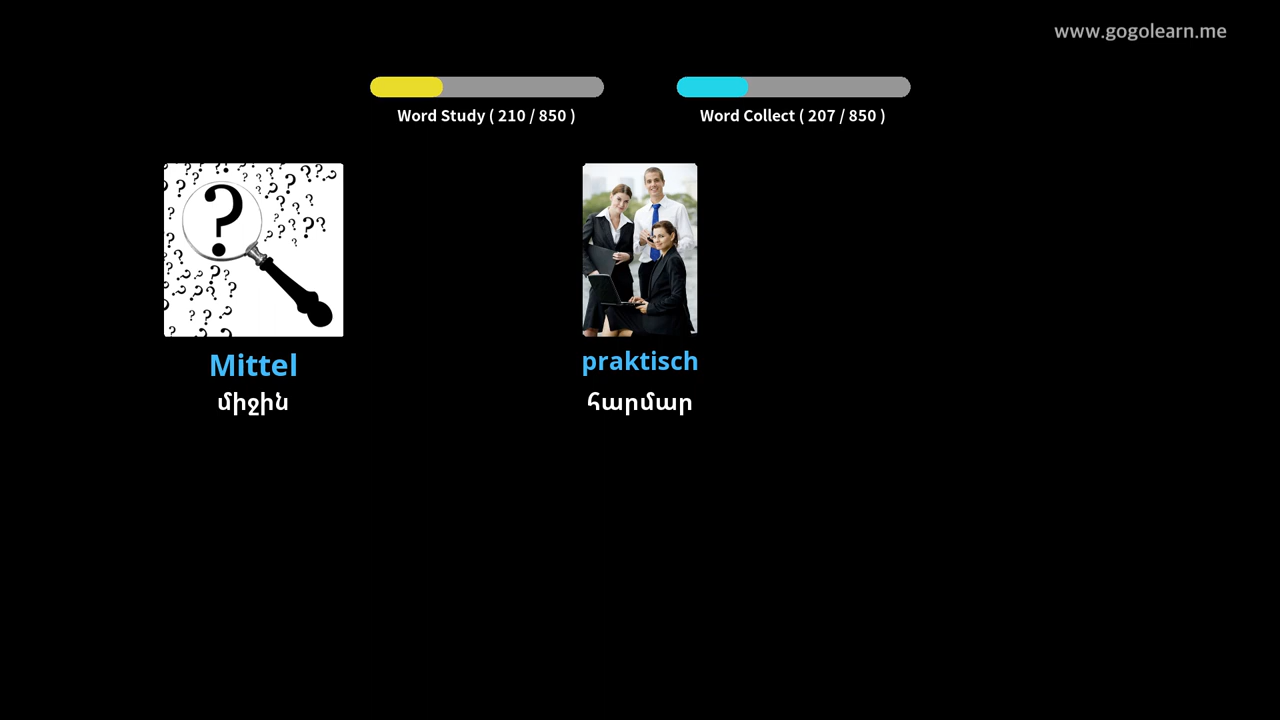 www.gogolearn.me
Word Study ( 210 / 850 )
Word Collect ( 207 / 850 )
Mittel
միջին
praktisch
հարմար